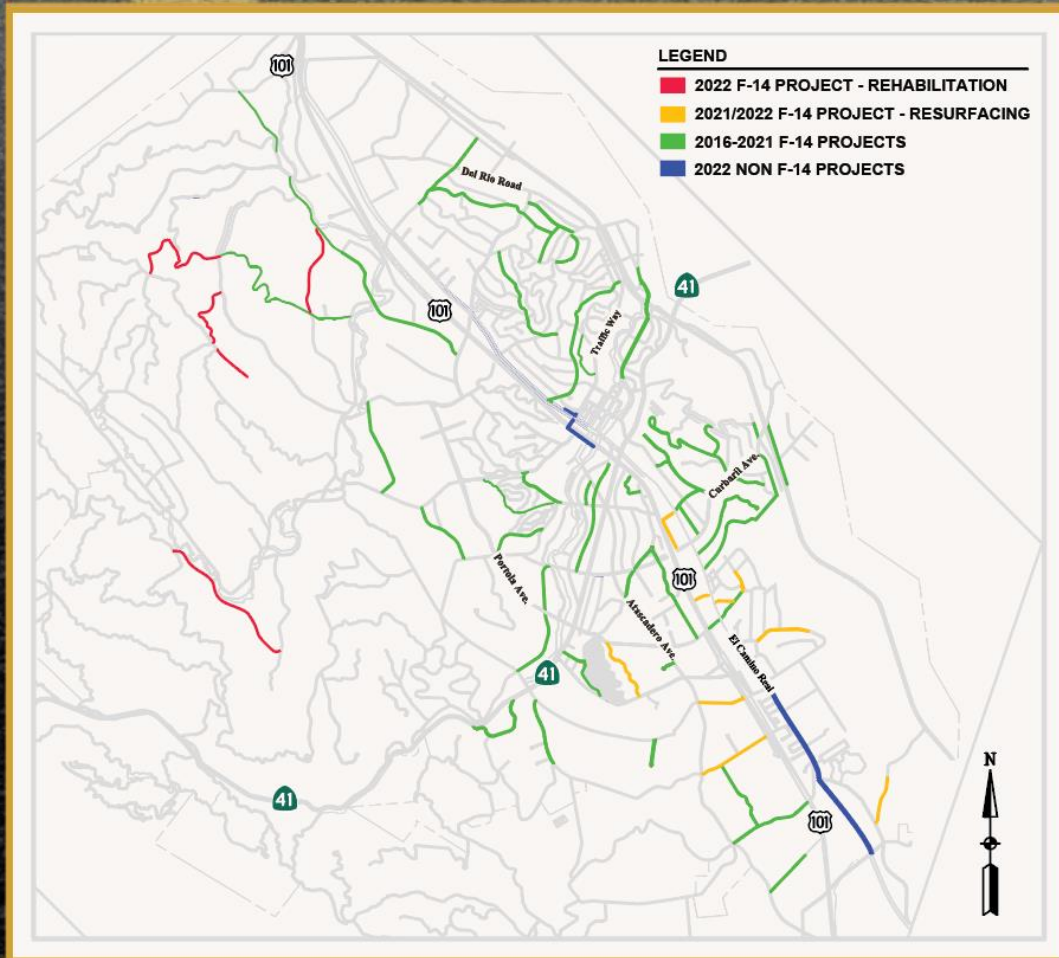 101
LEGEND
2022 F-14 PROJECT - REHABILITATION
2021/2022 F-14 PROJECT - RESURFACING
2016-2021 F-14 PROJECTS
2022 NON F-14 PROJECTS
Del Rio Road
41
101
Traffic Way
Curbaril Ave.
101
Portola Ave.
Atascadero Ave.
El Camino Real
41
41
101
N